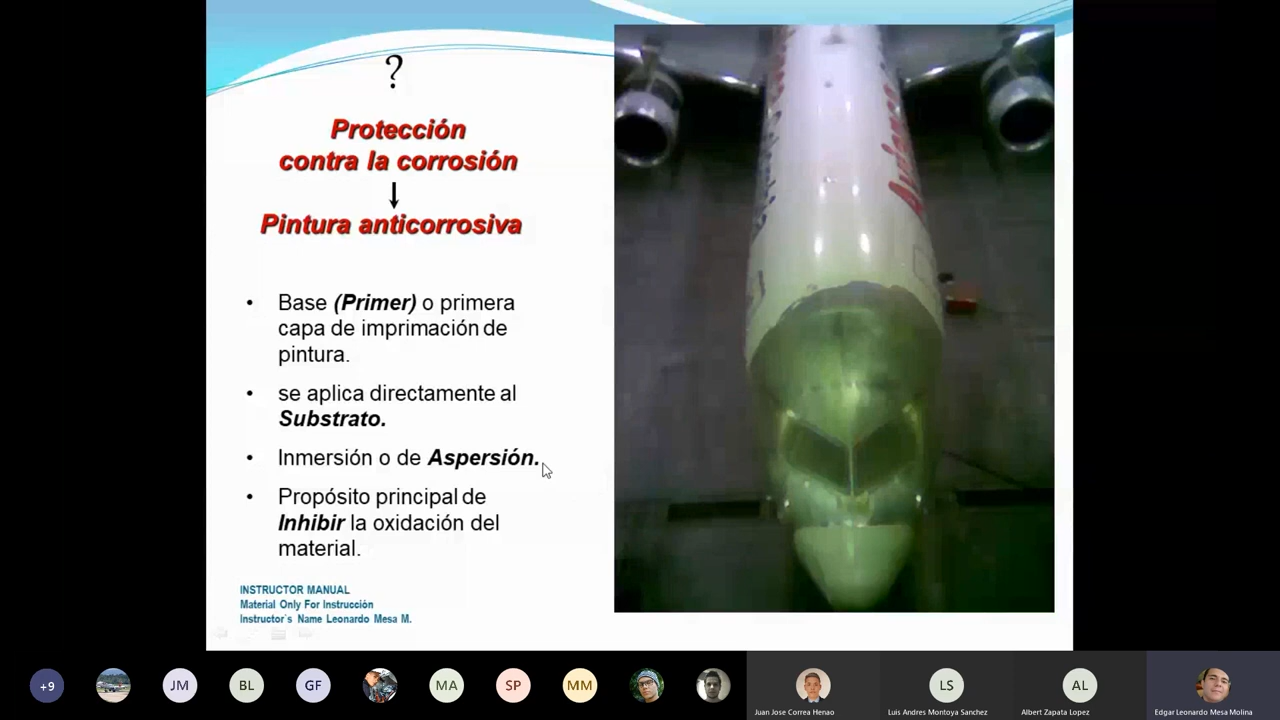 ?
Protección
contra la corrosión
Pintura anticorrosiva
• Base (Primer) o primera
capa de imprimación de
pintura.
• se aplica directamente al
Substrato.
• Inmersión o de Aspersión.
• Propósito principal de
Inhibir la oxidación del
material.
INSTRUCTOR MANUAL
Material Only For Instrucción
Instructor`s Name Leonardo Mesa M.
+9
JM
BL
GF
MA
SP
MM
LS
AL
Juan Jose Correa Henao
Luis Andres Montoya Sanchez
Albert Zapata Lopez
Edgar Leonardo Mesa Molina